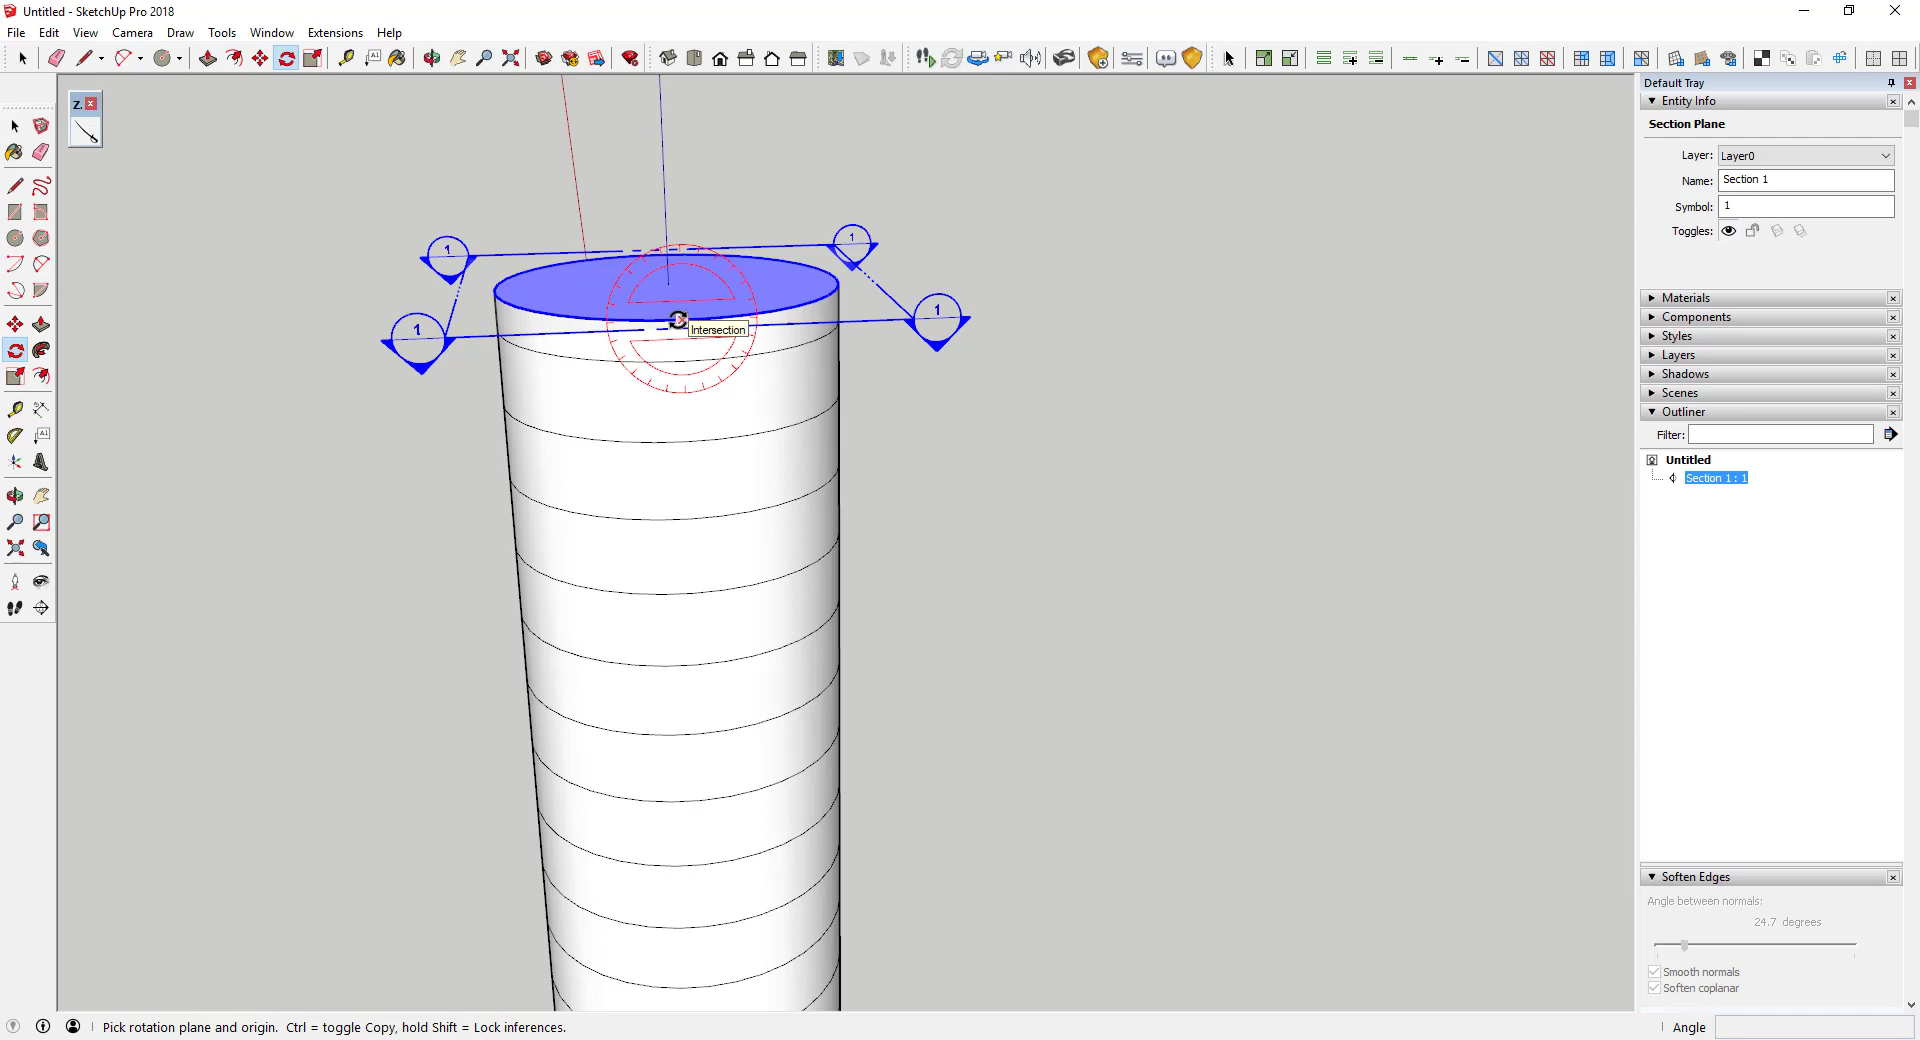 Untitled - SketchUp Pro 2018
File Edit View Camera Draw Tools Window Extensions Help
Z.
Default Tray
Entity Info
Section Plane
Layer: Layer0
Name: Section 1
Symbol: 1
Toggles:
1
1
1
1
Intersection
Materials
Components
Styles
Layers
Shadows
Scenes
Outliner
Filter:
Untitled
Section 1 : 1
Soften Edges
Angle between normals:
24.7 degrees
Smooth normals
Soften coplanar
Pick rotation plane and origin. Ctrl = toggle Copy, hold Shift = Lock inferences.
Angle